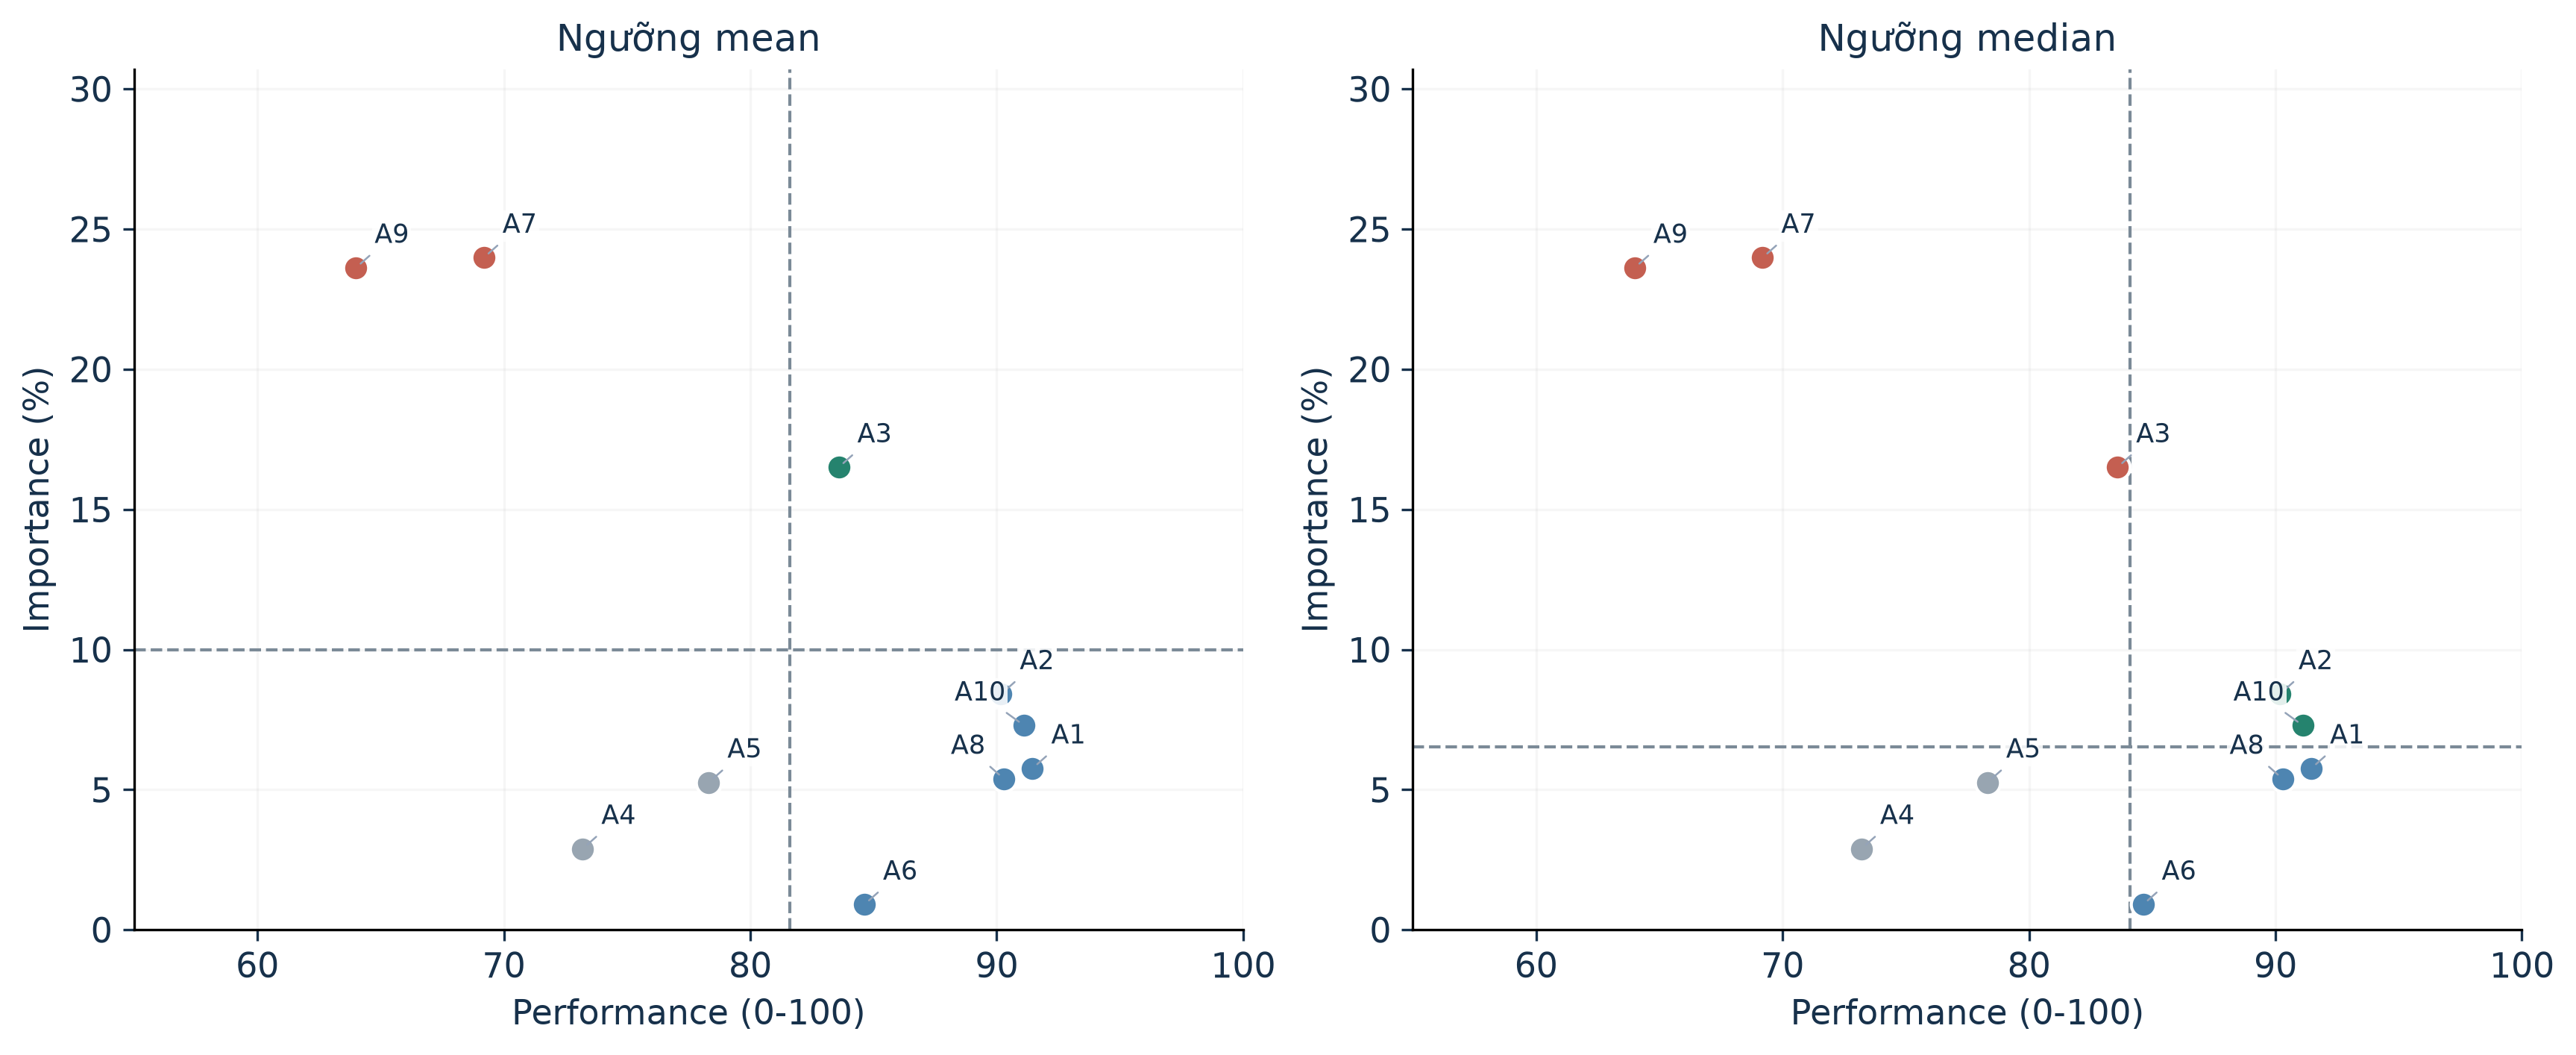 Ngưỡng mean
Importance (%)
30
25
20
15
10
5
0
A9
A7
A3
A2
A10
A1
A8
A5
A4
A6
60
70
80
90
100
Performance (0-100)
Ngưỡng median
Importance (%)
30
25
20
15
10
5
0
A9
A7
A3
A2
A10
A1
A8
A5
A4
A6
60
70
80
90
100
Performance (0-100)